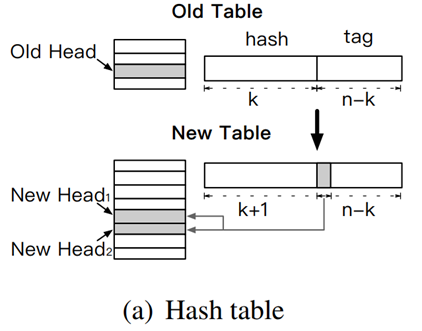 Old Table
hash tag
Old Head
k n-k
New Table
New Head1
k+1 n-k
New Head2
(a) Hash table